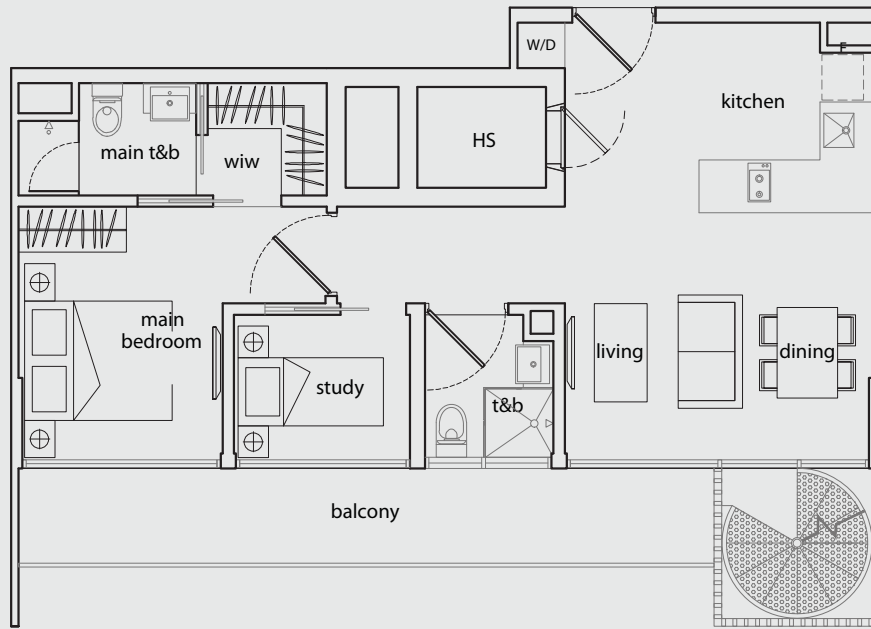 W/D
F
kitchen
HS
main t&b
wiw
main
bedroom
living
dining
study
t&b
balcony
N